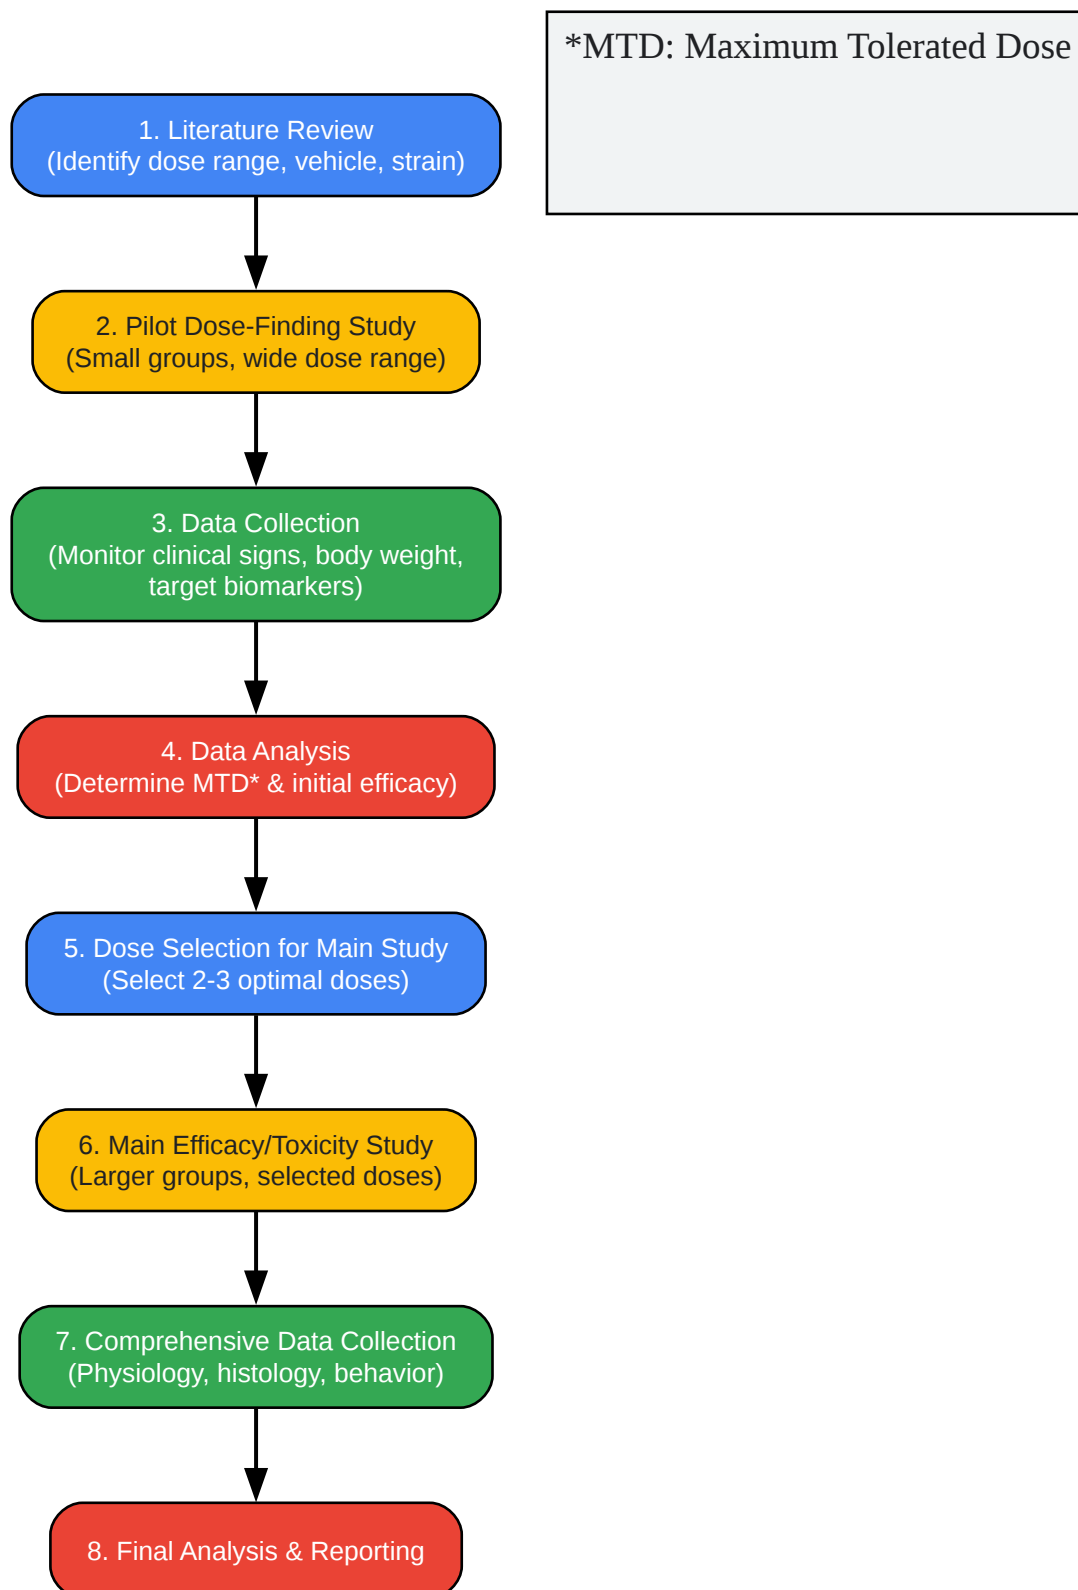 *MTD: Maximum Tolerated Dose
1. Literature Review
(Identify dose range, vehicle, strain)
2. Pilot Dose-Finding Study
(Small groups, wide dose range)
3. Data Collection
(Monitor clinical signs, body weight,
target biomarkers)
4. Data Analysis
(Determine MTD* & initial efficacy)
5. Dose Selection for Main Study
(Select 2-3 optimal doses)
6. Main Efficacy/Toxicity Study
(Larger groups, selected doses)
7. Comprehensive Data Collection
(Physiology, histology, behavior)
8. Final Analysis & Reporting